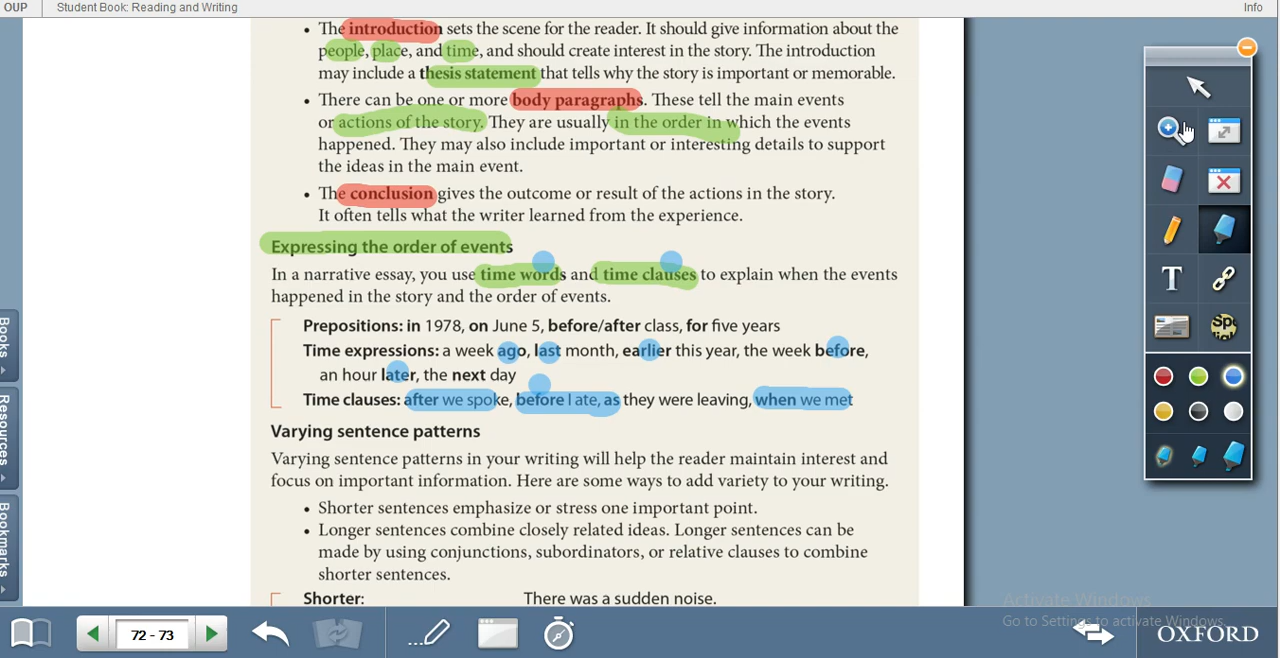 OUP Student Book: Reading and Writing Info
• The introduction sets the scene for the reader. It should give information about the
people, place, and time, and should create interest in the story. The introduction
may include a thesis statement that tells why the story is important or memorable.
• There can be one or more body paragraphs. These tell the main events
or actions of the story. They are usually in the order in which the events
happened. They may also include important or interesting details to support
the ideas in the main event.
• The conclusion gives the outcome or result of the actions in the story.
It often tells what the writer learned from the experience.
Expressing the order of events
In a narrative essay, you use time words and time clauses to explain when the events
happened in the story and the order of events.
Prepositions: in 1978, on June 5, before/after class, for five years
Time expressions: a week ago, last month, earlier this year, the week before,
an hour later, the next day
Time clauses: after we spoke, before I ate, as they were leaving, when we met
Varying sentence patterns
Varying sentence patterns in your writing will help the reader maintain interest and
focus on important information. Here are some ways to add variety to your writing.
• Shorter sentences emphasize or stress one important point.
• Longer sentences combine closely related ideas. Longer sentences can be
made by using conjunctions, subordinators, or relative clauses to combine
shorter sentences.
Shorter: There was a sudden noise.
Books
Resources
Bookmarks
T
Activate Windows
Go to Settings to activate Windows.
72 - 73
OXFORD